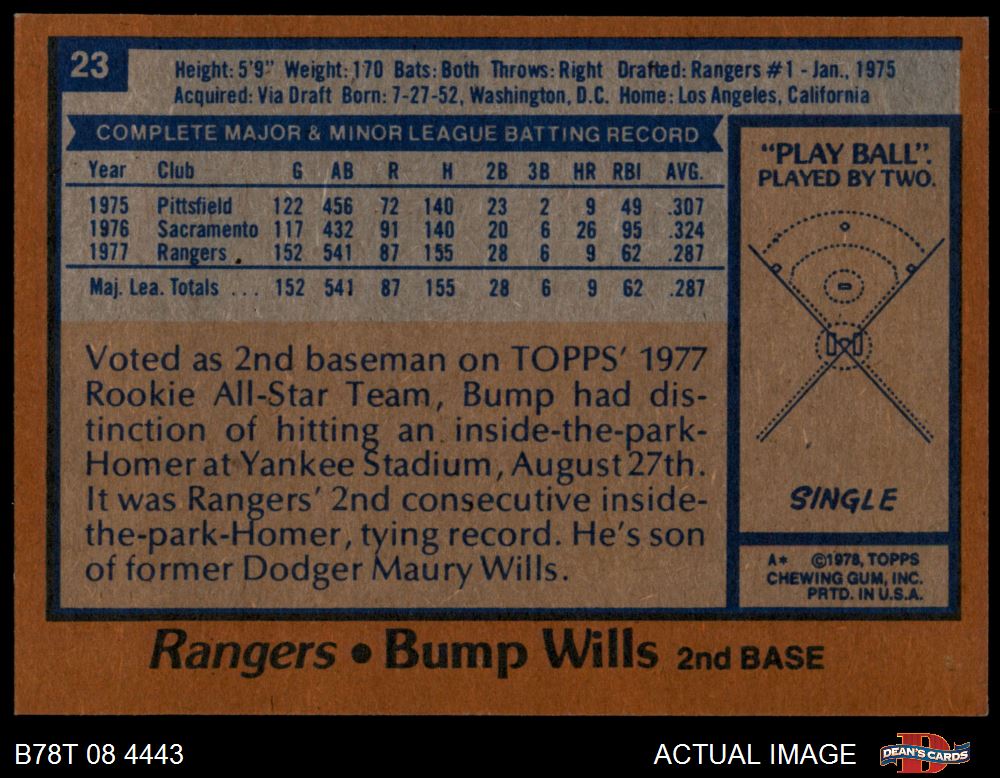 23
Height: 5'9" Weight: 170 Bats: Both Throws: Right Drafted: Rangers #1 - Jan., 1975
Acquired: Via Draft Born: 7-27-52, Washington, D.C. Home: Los Angeles, California
COMPLETE MAJOR & MINOR LEAGUE BATTING RECORD
Year Club G AB R H 2B 3B HR RBI AVG.
1975 Pittsfield 122 456 72 140 23 2 9 49 .307
1976 Sacramento 117 432 91 140 20 6 26 95 .324
1977 Rangers 152 541 87 155 28 6 9 62 .287
Maj. Lea. Totals ... 152 541 87 155 28 6 9 62 .287
Voted as 2nd baseman on TOPPS' 1977
Rookie All-Star Team, Bump had dis-
tinction of hitting an inside-the-park-
Homer at Yankee Stadium, August 27th.
It was Rangers' 2nd consecutive inside-
the-park-Homer, tying record. He's son
of former Dodger Maury Wills.
"PLAY BALL".
PLAYED BY TWO.
SINGLE
A* ©1978, TOPPS
CHEWING GUM, INC.
PRTD. IN U.S.A.
Rangers • Bump Wills 2nd BASE
B78T 08 4443
ACTUAL IMAGE
DEAN'S CARDS